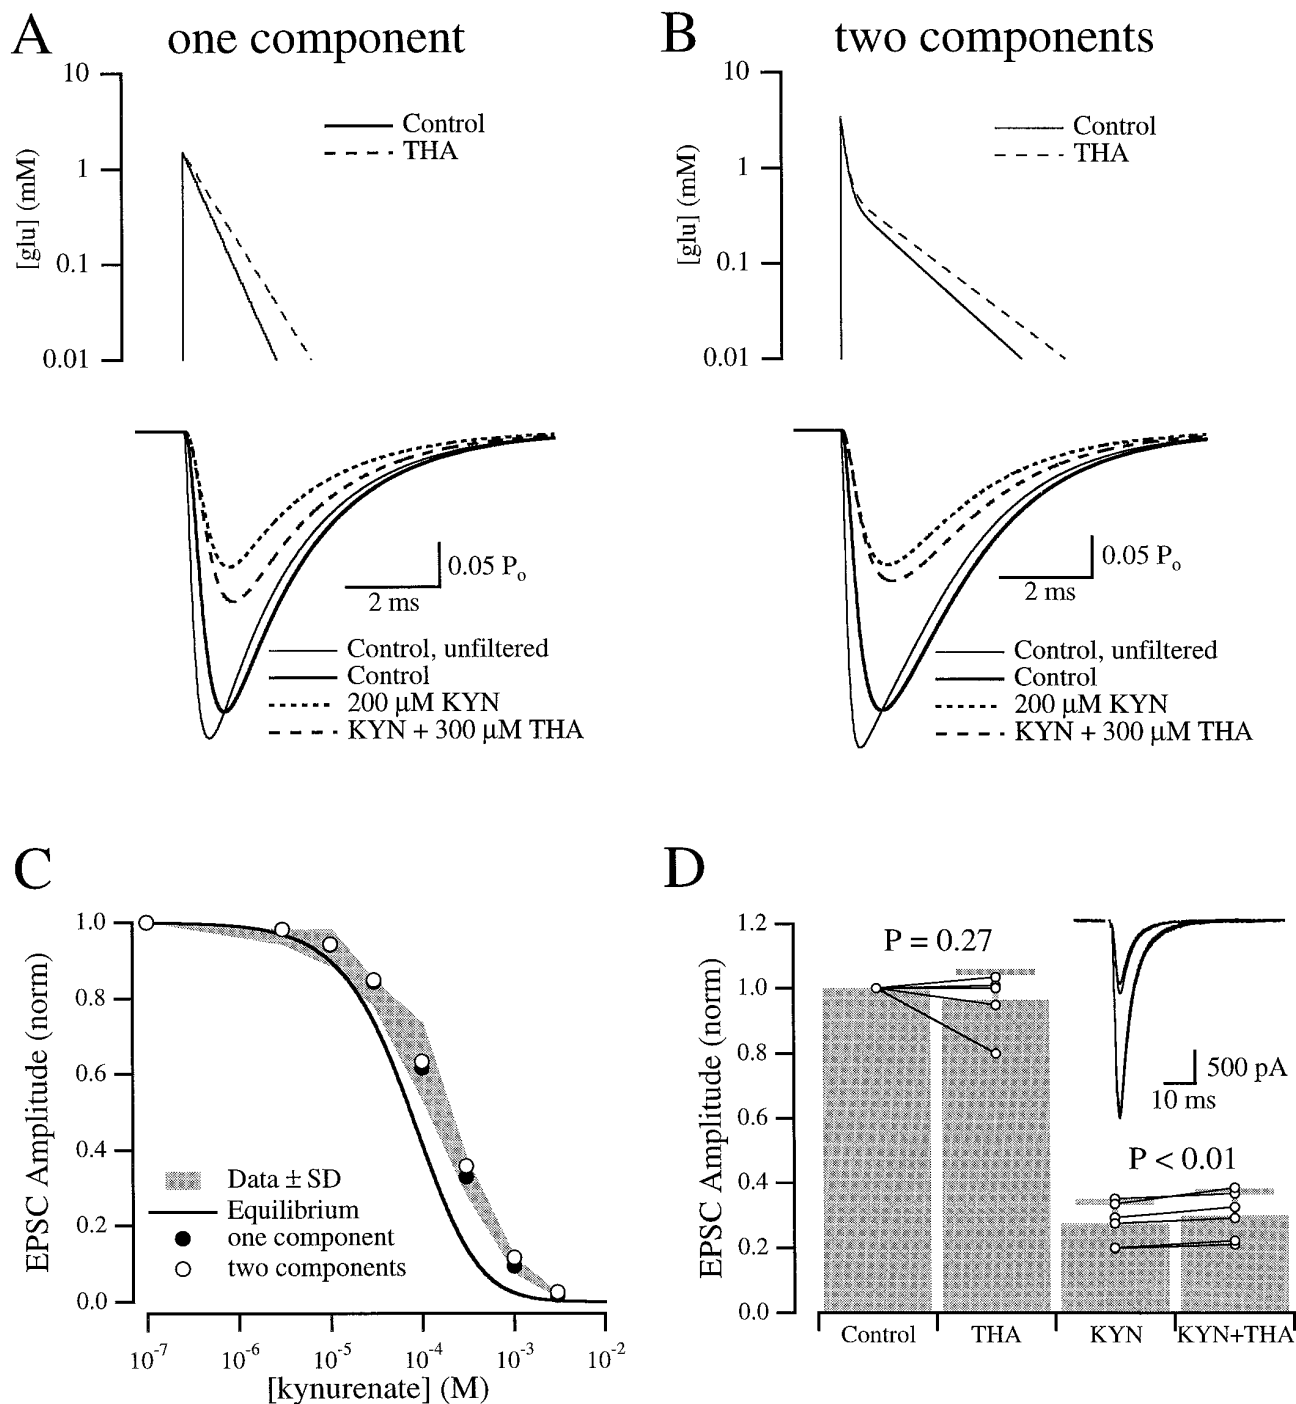 A
one component
10
1
0.1
0.01
[glu] (mM)
Control
THA
0.05 Po
2 ms
Control, unfiltered
Control
200 µM KYN
KYN + 300 µM THA
B
two components
10
1
0.1
0.01
[glu] (mM)
Control
THA
0.05 Po
2 ms
Control, unfiltered
Control
200 µM KYN
KYN + 300 µM THA
C
1.0
0.8
0.6
0.4
0.2
0.0
EPSC Amplitude (norm)
Data ± SD
Equilibrium
one component
two components
10-7
10-6
10-5
10-4
10-3
10-2
[kynurenate] (M)
D
1.2
1.0
0.8
0.6
0.4
0.2
0.0
EPSC Amplitude (norm)
P = 0.27
500 pA
10 ms
P < 0.01
Control
THA
KYN
KYN+THA